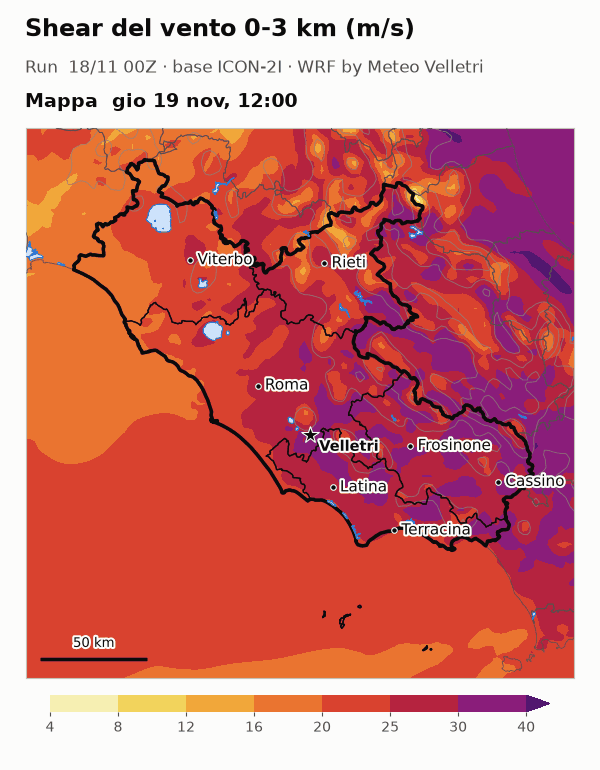 Shear del vento 0-3 km (m/s)
Run  18/11 00Z · base ICON-2I · WRF by Meteo Velletri
Mappa  gio 19 nov, 12:00
Viterbo
Rieti
Roma
Velletri
Frosinone
Latina
Cassino
Terracina
50 km
4 8 12 16 20 25 30 40